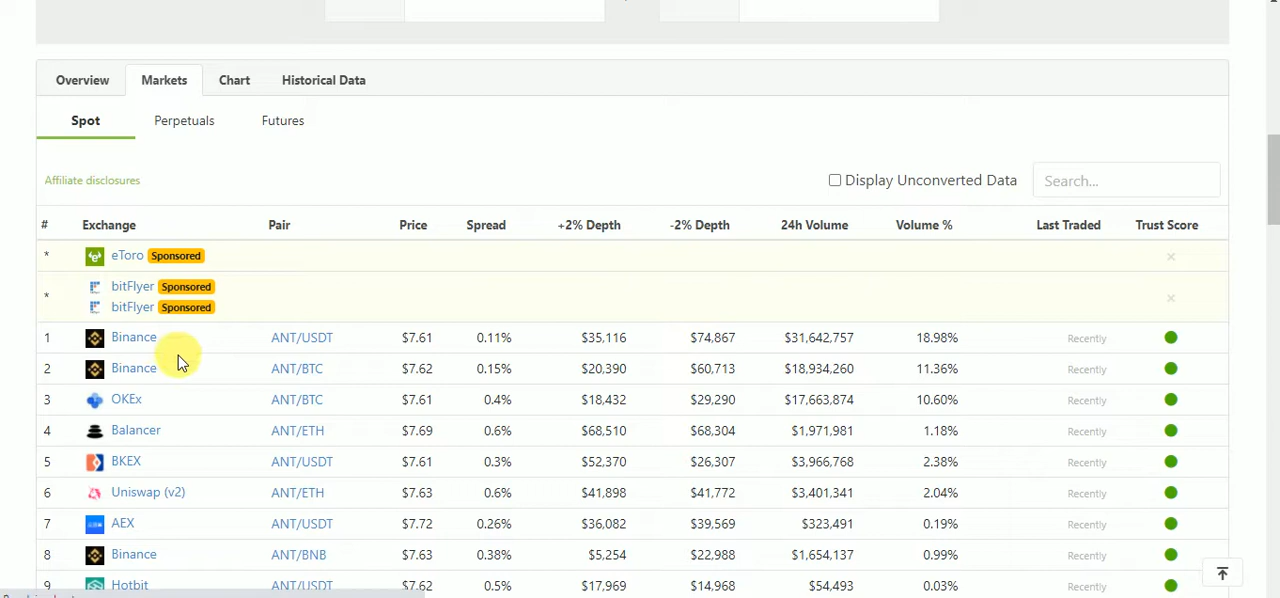 Overview Markets Chart Historical Data
Spot Perpetuals Futures
Affiliate disclosures Display Unconverted Data Search...
# Exchange Pair Price Spread +2% Depth -2% Depth 24h Volume Volume % Last Traded Trust Score
* eToro Sponsored ×
* bitFlyer Sponsored ×
bitFlyer Sponsored
1 Binance ANT/USDT $7.61 0.11% $35,116 $74,867 $31,642,757 18.98% Recently
2 Binance ANT/BTC $7.62 0.15% $20,390 $60,713 $18,934,260 11.36% Recently
3 OKEx ANT/BTC $7.61 0.4% $18,432 $29,290 $17,663,874 10.60% Recently
4 Balancer ANT/ETH $7.69 0.6% $68,510 $68,304 $1,971,981 1.18% Recently
5 BKEX ANT/USDT $7.61 0.3% $52,370 $26,307 $3,966,768 2.38% Recently
6 Uniswap (v2) ANT/ETH $7.63 0.6% $41,898 $41,772 $3,401,341 2.04% Recently
7 AEX ANT/USDT $7.72 0.26% $36,082 $39,569 $323,491 0.19% Recently
8 Binance ANT/BNB $7.63 0.38% $5,254 $22,988 $1,654,137 0.99% Recently
9 Hotbit ANT/USDT $7.62 0.5% $17,969 $14,968 $54,493 0.03% Recently